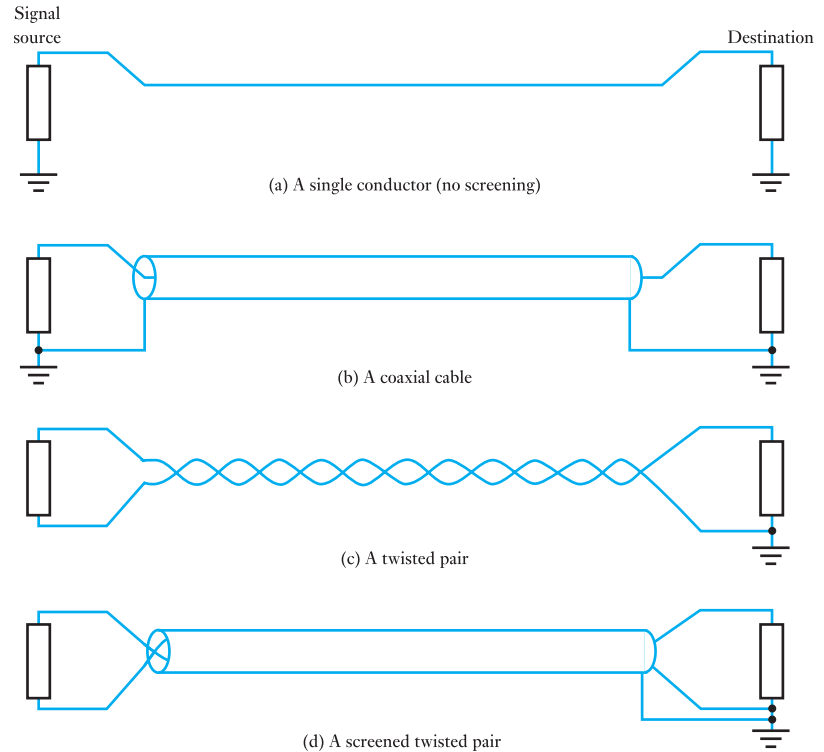 Signal
source
Destination
(a) A single conductor (no screening)
(b) A coaxial cable
(c) A twisted pair
(d) A screened twisted pair